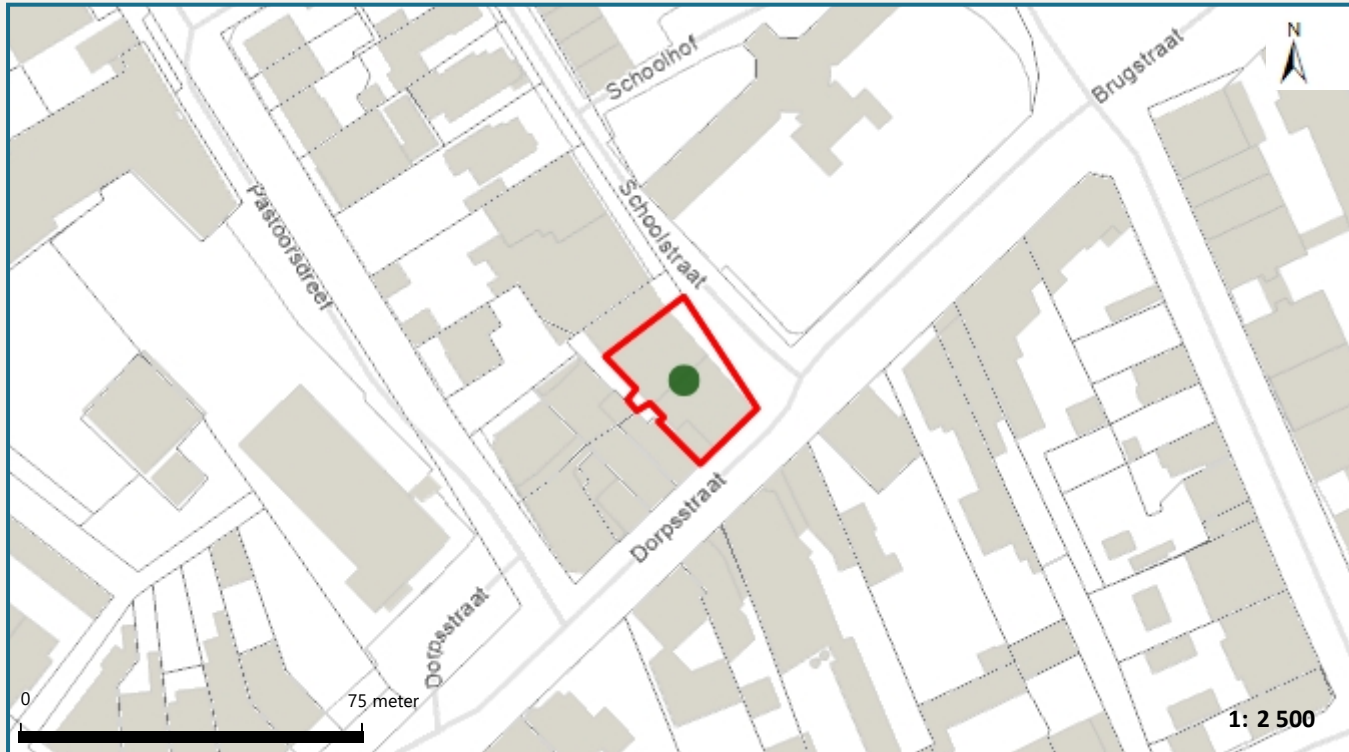 N
Brugstraat
Schoolhof
Schoolstraat
Pastoorsdreef
Dorpsstraat
Dorpsstraat
0 75 meter
1: 2 500